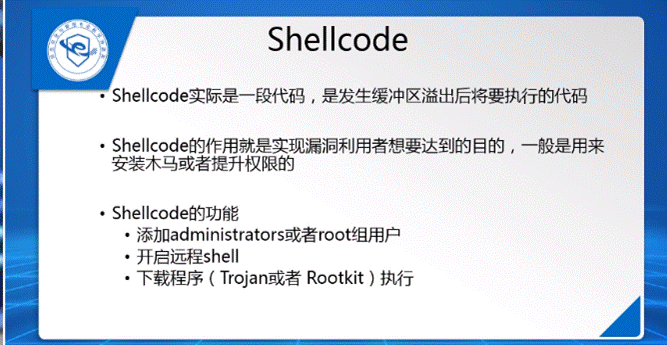 Shellcode
• Shellcode实际是一段代码，是发生缓冲区溢出后将要执行的代码
• Shellcode的作用就是实现漏洞利用者想要达到的目的，一般是用来
安装木马或者提升权限的
• Shellcode的功能
• 添加administrators或者root组用户
• 开启远程shell
• 下载程序（Trojan或者 Rootkit）执行